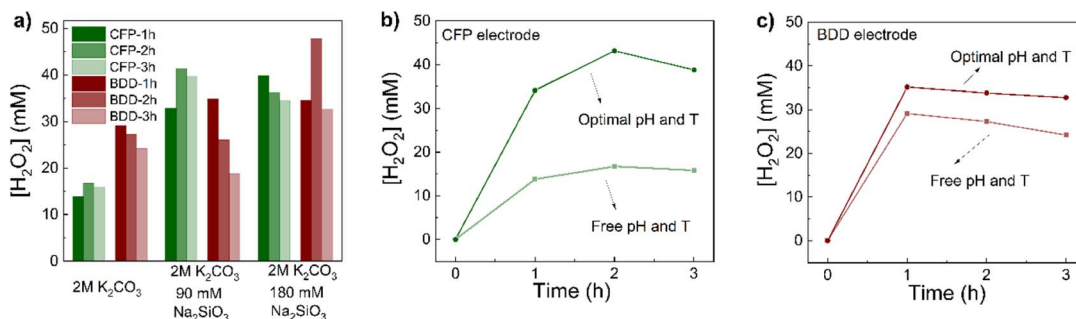 a)
[H₂O₂] (mM)
50
40
30
20
10
0
CFP-1h
CFP-2h
CFP-3h
BDD-1h
BDD-2h
BDD-3h
2M K₂CO₃
2M K₂CO₃
90 mM
Na₂SiO₃
2M K₂CO₃
180 mM
Na₂SiO₃
b)
[H₂O₂] (mM)
50
40
30
20
10
0
CFP electrode
Optimal pH and T
Free pH and T
0 1 2 3
Time (h)
c)
[H₂O₂] (mM)
50
40
30
20
10
0
BDD electrode
Optimal pH and T
Free pH and T
0 1 2 3
Time (h)